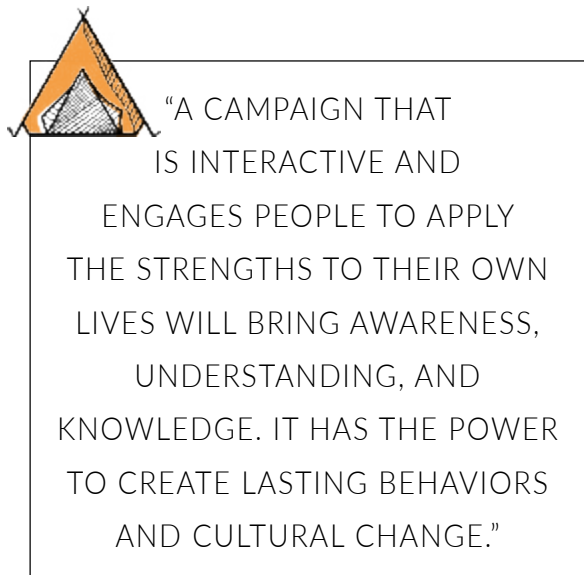 “A CAMPAIGN THAT
IS INTERACTIVE AND
ENGAGES PEOPLE TO APPLY
THE STRENGTHS TO THEIR OWN
LIVES WILL BRING AWARENESS,
UNDERSTANDING, AND
KNOWLEDGE. IT HAS THE POWER
TO CREATE LASTING BEHAVIORS
AND CULTURAL CHANGE.”